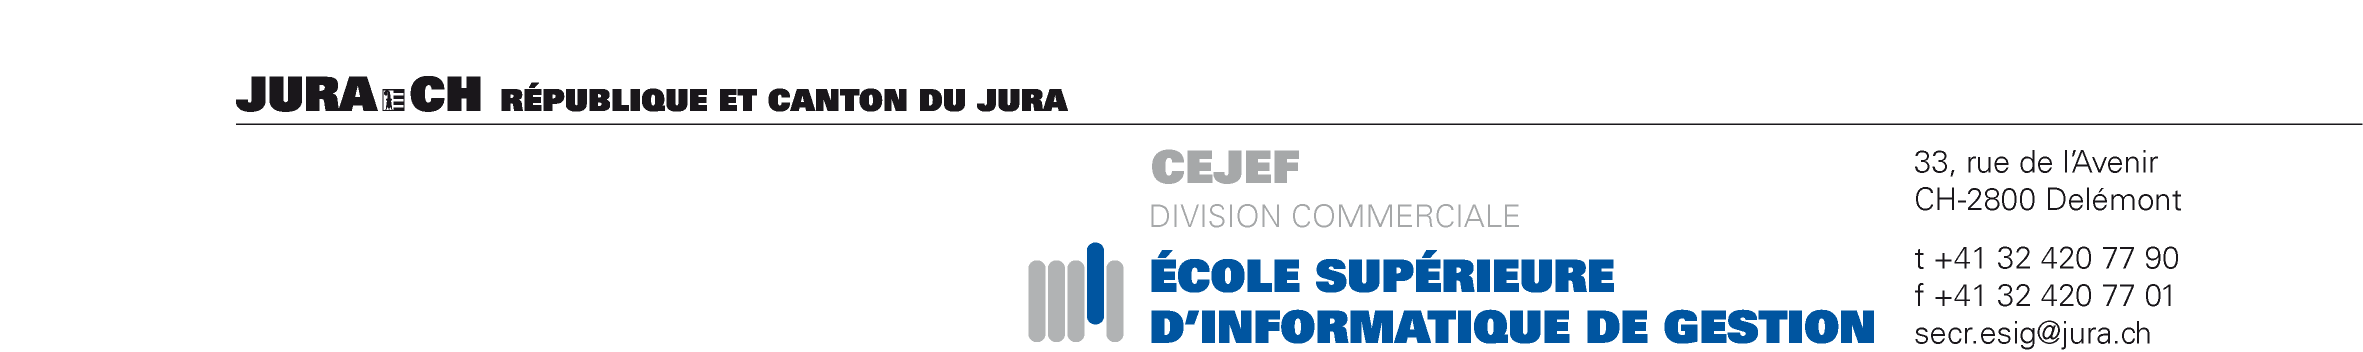 JURA CH RÉPUBLIQUE ET CANTON DU JURA
CEJEF
DIVISION COMMERCIALE
ÉCOLE SUPÉRIEURE
D'INFORMATIQUE DE GESTION
33, rue de l'Avenir
CH-2800 Delémont
t +41 32 420 77 90
f +41 32 420 77 01
secr.esig@jura.ch